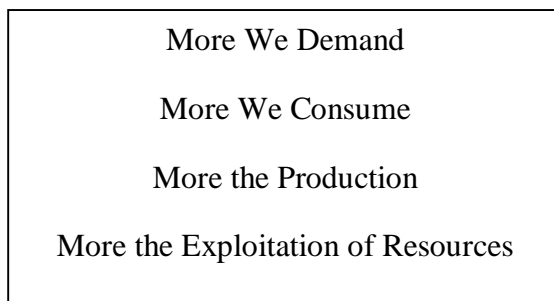 More We Demand
More We Consume
More the Production
More the Exploitation of Resources